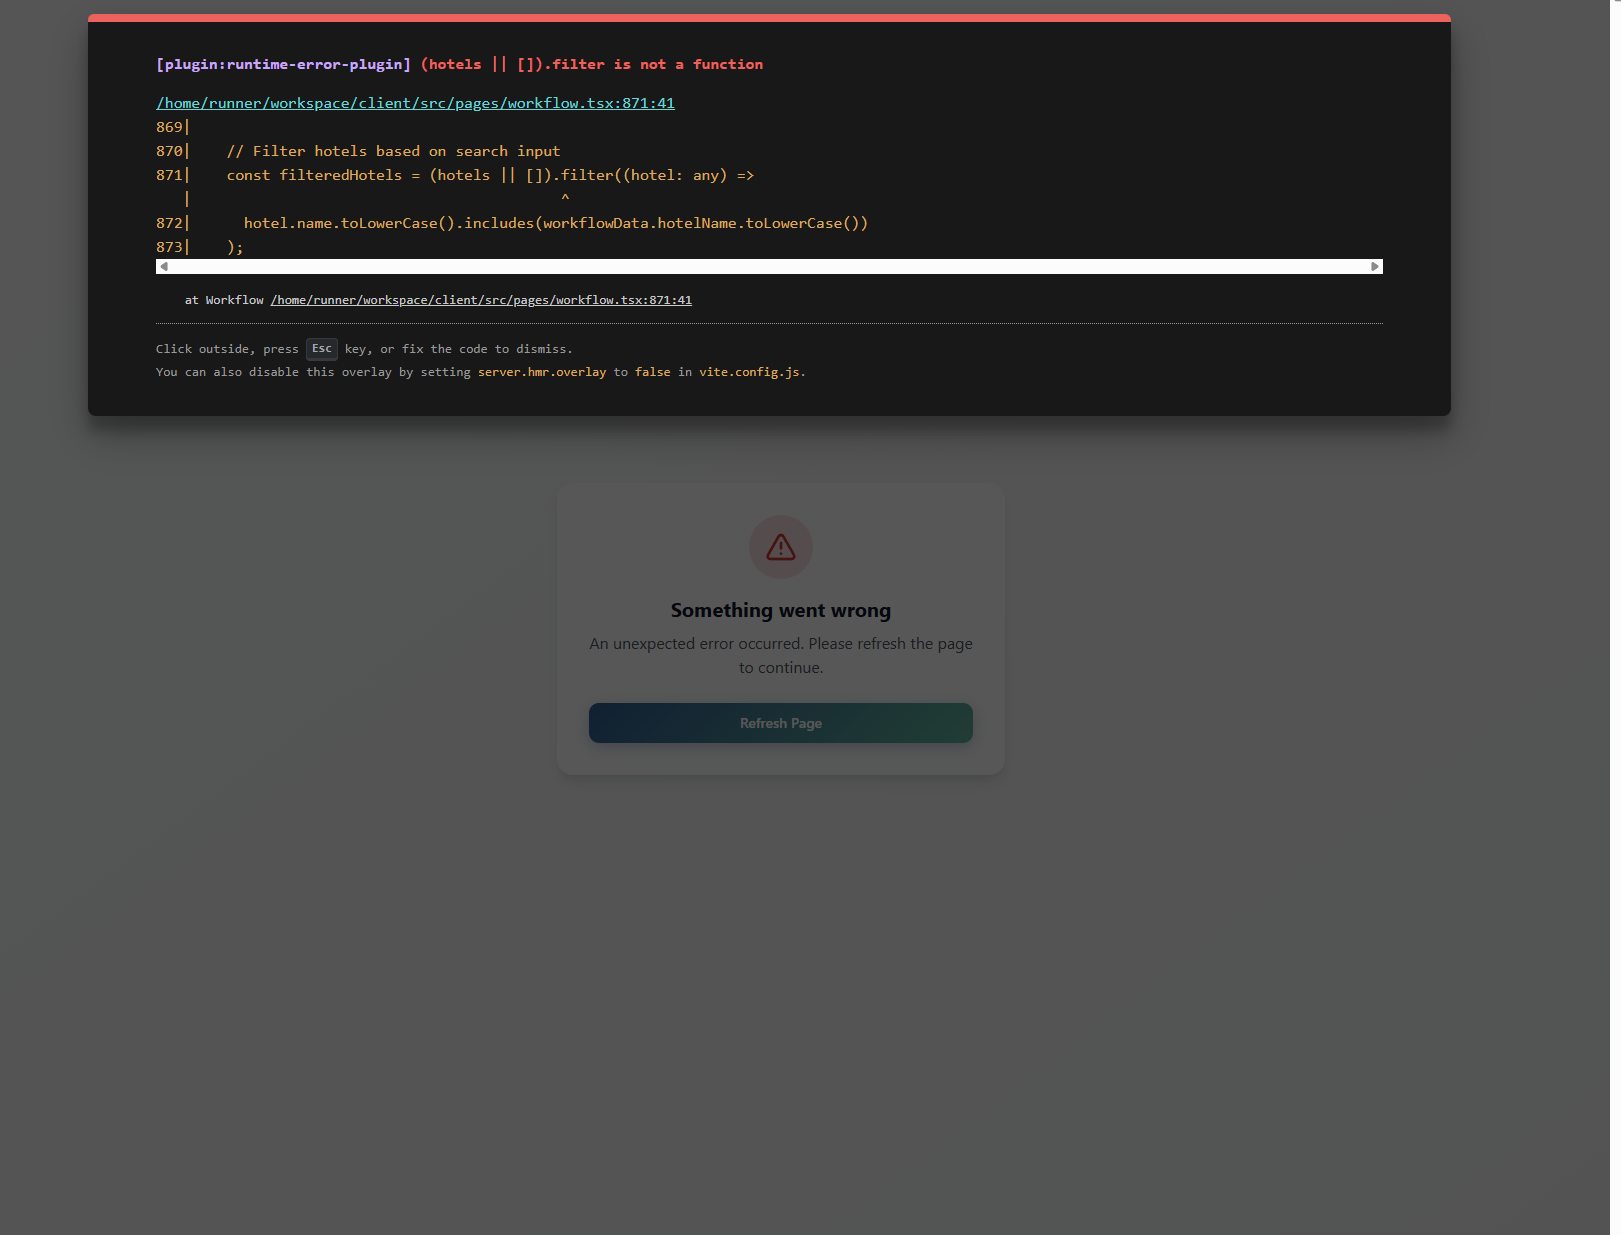 [plugin:runtime-error-plugin] (hotels || []).filter is not a function
/home/runner/workspace/client/src/pages/workflow.tsx:871:41
869|
870|    // Filter hotels based on search input
871|    const filteredHotels = (hotels || []).filter((hotel: any) =>
   |                                          ^
872|      hotel.name.toLowerCase().includes(workflowData.hotelName.toLowerCase())
873|    );
at Workflow /home/runner/workspace/client/src/pages/workflow.tsx:871:41
Click outside, press Esc key, or fix the code to dismiss.
You can also disable this overlay by setting server.hmr.overlay to false in vite.config.js.
Something went wrong
An unexpected error occurred. Please refresh the page
to continue.
Refresh Page